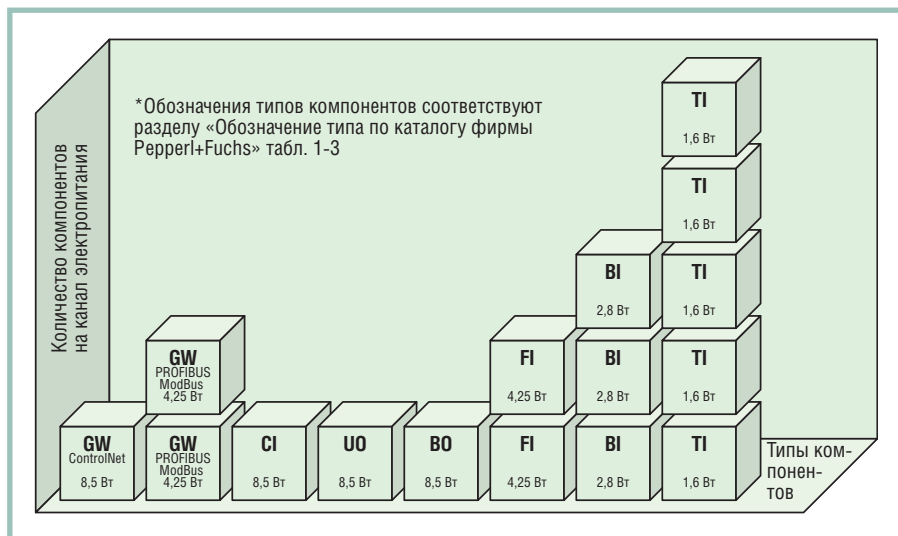 *Обозначения типов компонентов соответствуют
разделу «Обозначение типа по каталогу фирмы
Pepperl+Fuchs» табл. 1-3
Количество компонентов
на канал электропитания
TI
1,6 Вт
TI
1,6 Вт
BI
2,8 Вт
TI
1,6 Вт
GW
PROFIBUS
ModBus
4,25 Вт
FI
4,25 Вт
BI
2,8 Вт
TI
1,6 Вт
GW
ControlNet
8,5 Вт
GW
PROFIBUS
ModBus
4,25 Вт
CI
8,5 Вт
UO
8,5 Вт
BO
8,5 Вт
FI
4,25 Вт
BI
2,8 Вт
TI
1,6 Вт
Типы ком-
понен-
тов